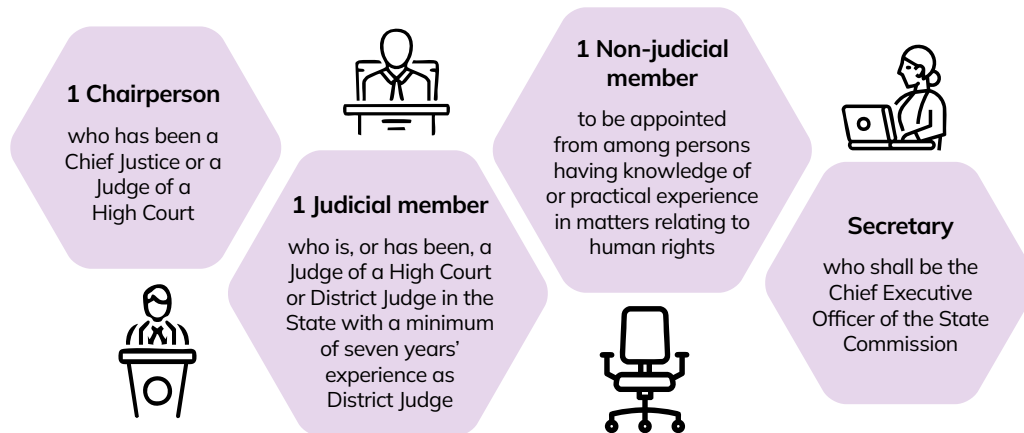 1 Chairperson
who has been a
Chief Justice or a
Judge of a
High Court
1 Judicial member
who is, or has been, a
Judge of a High Court
or District Judge in the
State with a minimum
of seven years’
experience as
District Judge
1 Non-judicial
member
to be appointed
from among persons
having knowledge of
or practical experience
in matters relating to
human rights
Secretary
who shall be the
Chief Executive
Officer of the State
Commission